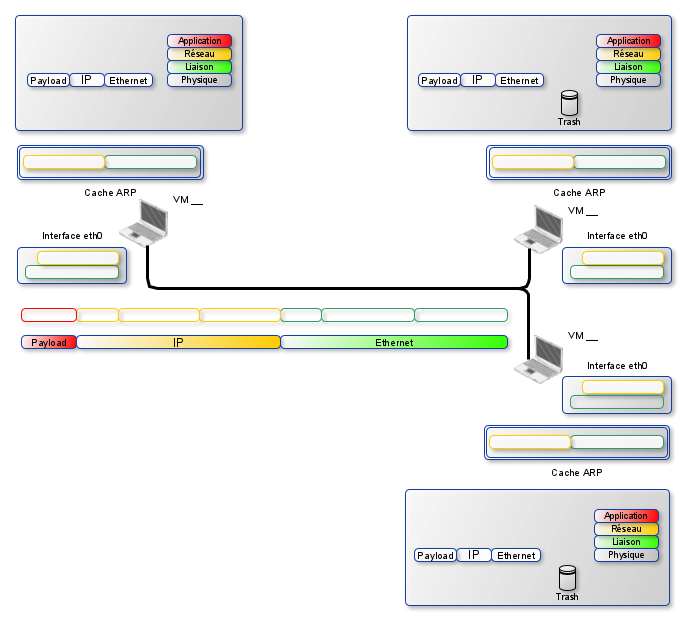 Application
Réseau
Liaison
Physique
Payload IP Ethernet
Cache ARP
VM __
Interface eth0
Application
Réseau
Liaison
Physique
Payload IP Ethernet
Trash
Cache ARP
VM __
Interface eth0
Payload IP Ethernet
VM __
Interface eth0
Cache ARP
Application
Réseau
Liaison
Physique
Payload IP Ethernet
Trash